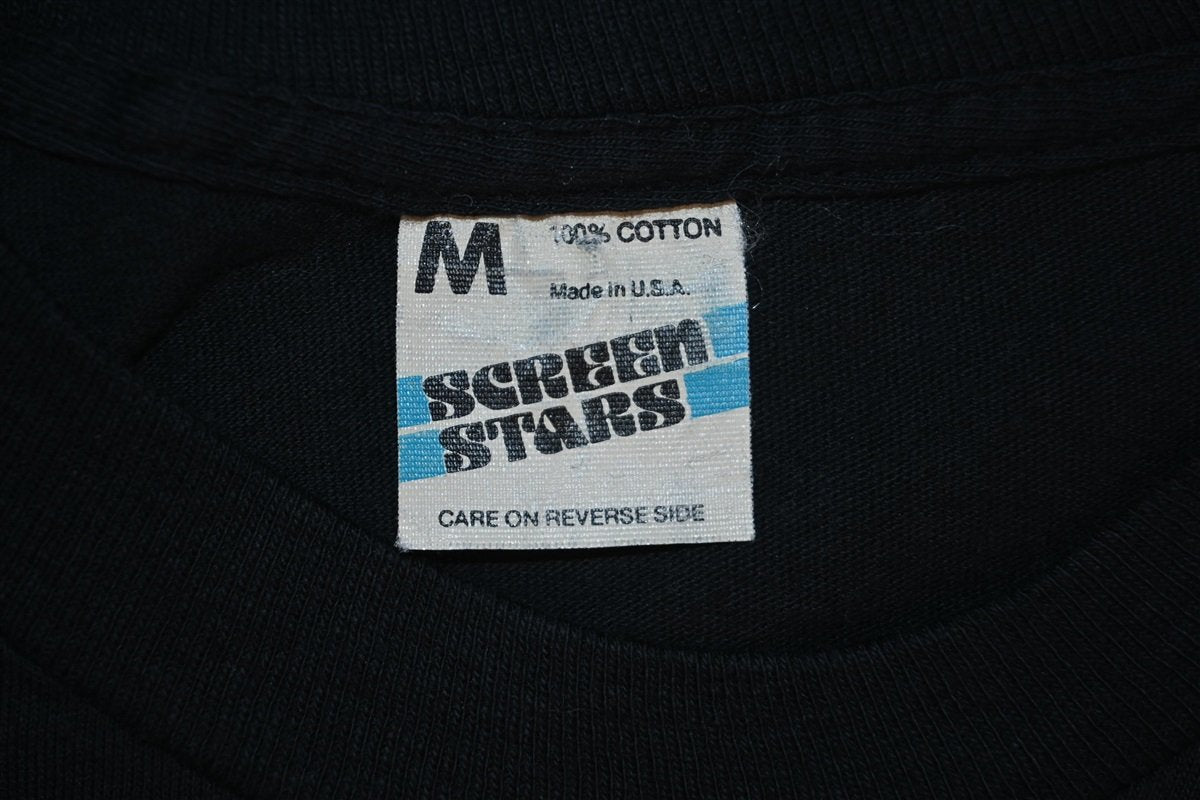 M
100% COTTON
Made in U.S.A.
SCREEN
STARS
CARE ON REVERSE SIDE